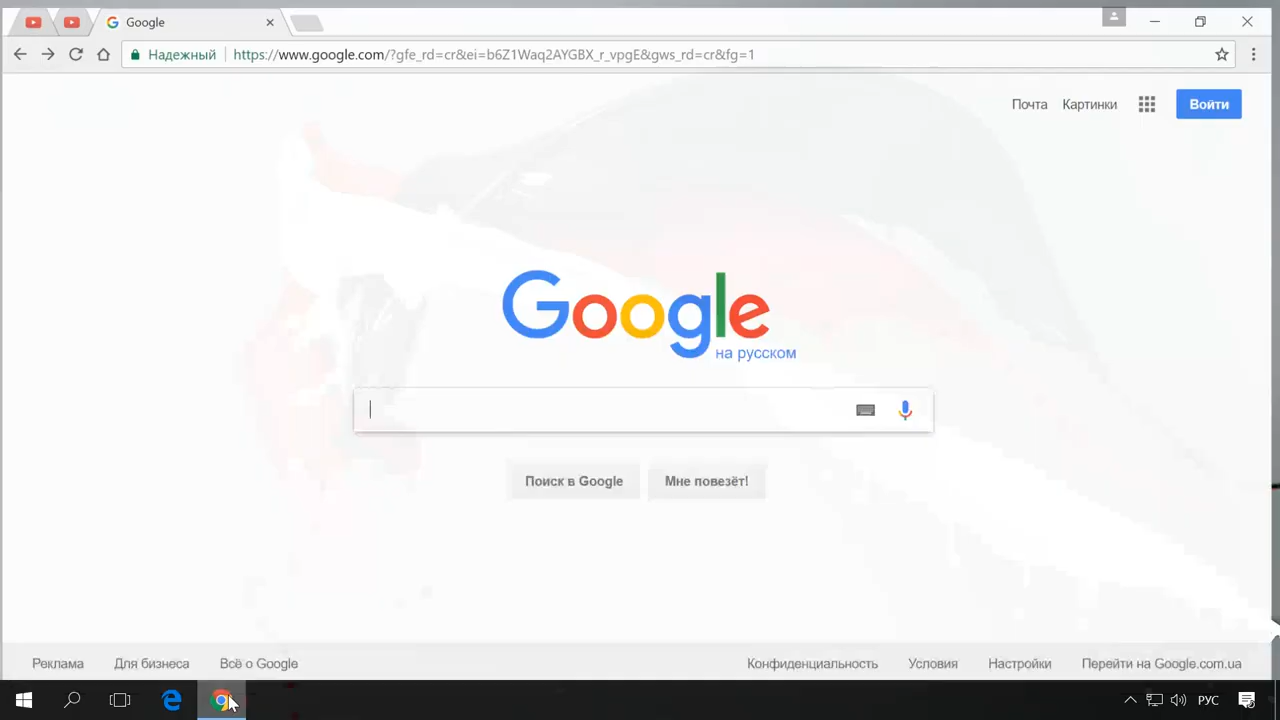 Google
Надежный
https://www.google.com/?gfe_rd=cr&ei=b6Z1Waq2AYGBX_r_vpgE&gws_rd=cr&fg=1
Почта Картинки Войти
Google
на русском
Поиск в Google Мне повезёт!
Реклама Для бизнеса Всё о Google Конфиденциальность Условия Настройки Перейти на Google.com.ua
РУС